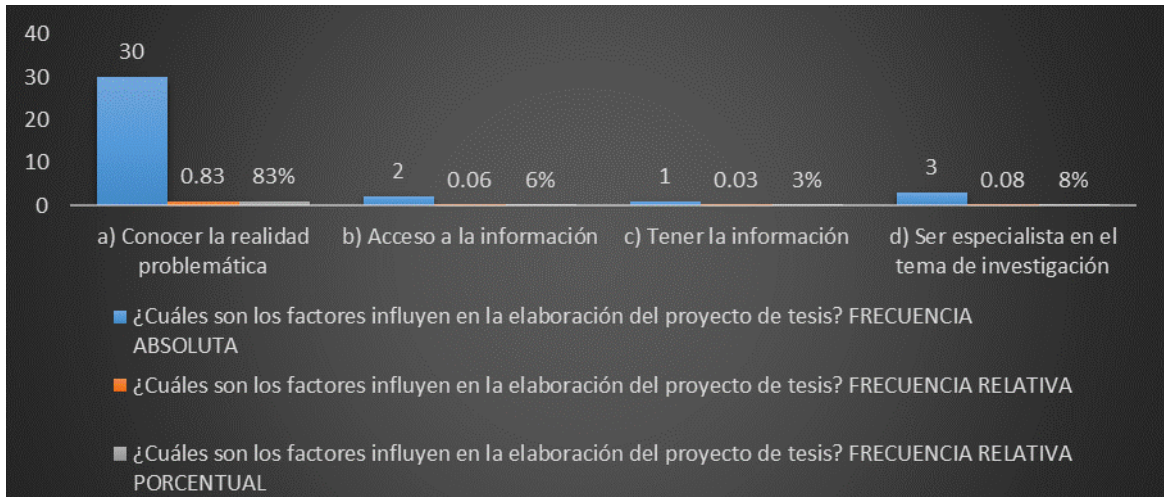 40
30
20
10
0
30
0.83
83%
2
0.06
6%
1
0.03
3%
3
0.08
8%
a) Conocer la realidad
problemática
b) Acceso a la información
c) Tener la información
d) Ser especialista en el
tema de investigación
¿Cuáles son los factores influyen en la elaboración del proyecto de tesis? FRECUENCIA
ABSOLUTA
¿Cuáles son los factores influyen en la elaboración del proyecto de tesis? FRECUENCIA RELATIVA
¿Cuáles son los factores influyen en la elaboración del proyecto de tesis? FRECUENCIA RELATIVA
PORCENTUAL